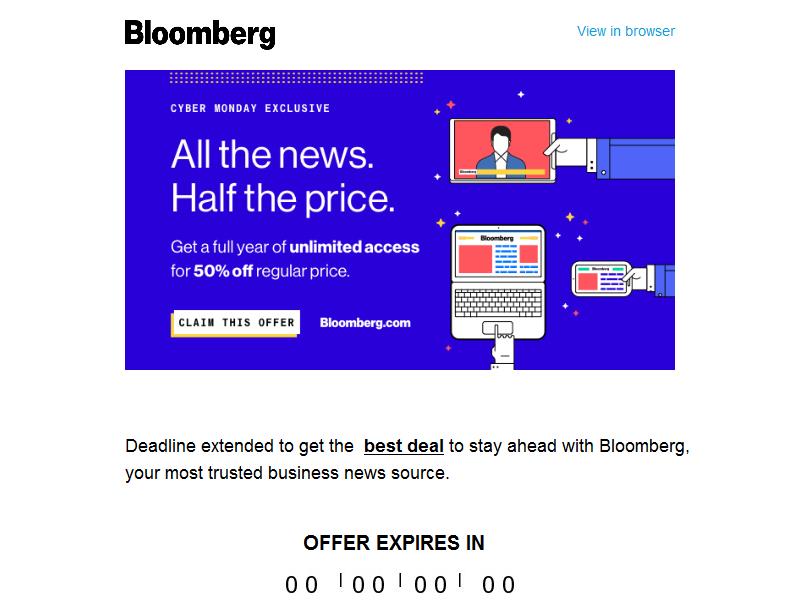 Bloomberg
View in browser
CYBER MONDAY EXCLUSIVE
All the news.
Half the price.
Get a full year of unlimited access
for 50% off regular price.
CLAIM THIS OFFER
Bloomberg.com
Bloomberg
Bloomberg
Bloomberg
Deadline extended to get the best deal to stay ahead with Bloomberg,
your most trusted business news source.
OFFER EXPIRES IN
00 | 00 | 00 | 00